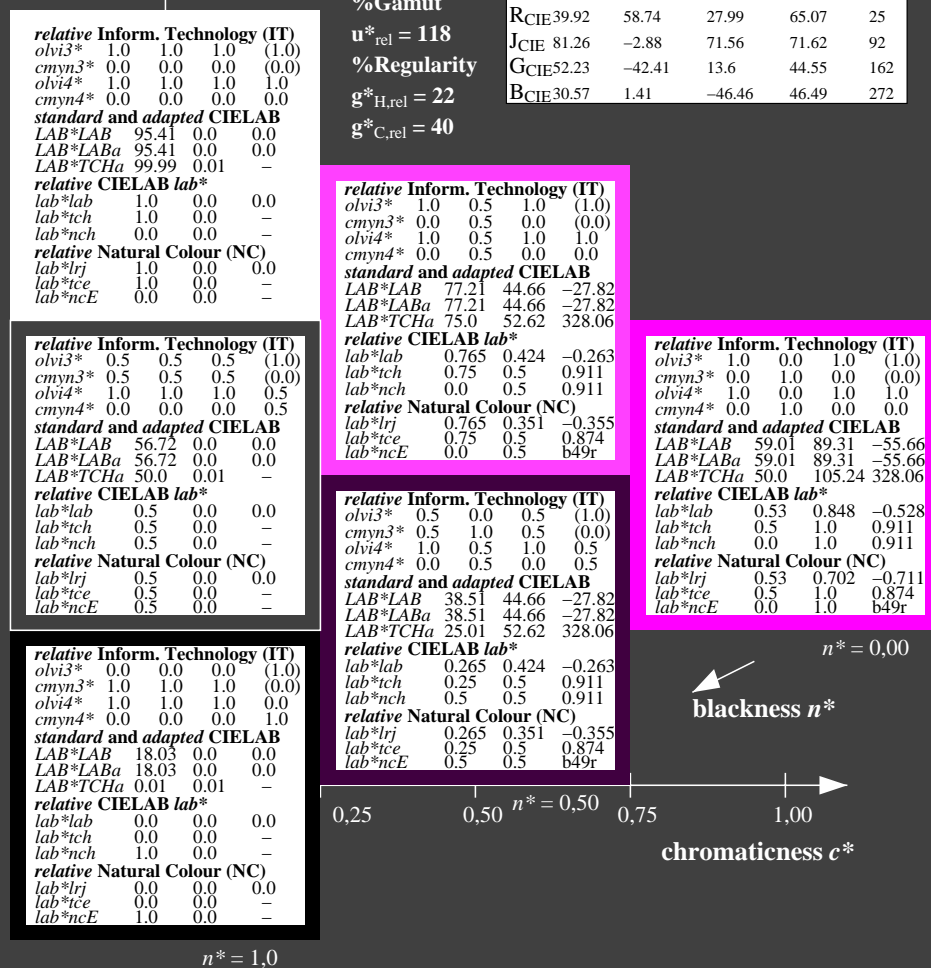 %Gamut
u*rel = 118
%Regularity
g*H,rel = 22
g*C,rel = 40
RCIE 39.92 58.74 27.99 65.07 25
JCIE 81.26 −2.88 71.56 71.62 92
GCIE 52.23 −42.41 13.6 44.55 162
BCIE 30.57 1.41 −46.46 46.49 272
relative Inform. Technology (IT)
olvi3* 1.0 1.0 1.0 (1.0)
cmyn3* 0.0 0.0 0.0 (0.0)
olvi4* 1.0 1.0 1.0 1.0
cmyn4* 0.0 0.0 0.0 0.0
standard and adapted CIELAB
LAB*LAB 95.41 0.0 0.0
LAB*LABa 95.41 0.0 0.0
LAB*TCHa 99.99 0.01 –
relative CIELAB lab*
lab*lab 1.0 0.0 0.0
lab*tch 1.0 0.0 –
lab*nch 0.0 0.0 –
relative Natural Colour (NC)
lab*lrj 1.0 0.0 0.0
lab*tce 1.0 0.0 –
lab*ncE 0.0 0.0 –
relative Inform. Technology (IT)
olvi3* 1.0 0.5 1.0 (1.0)
cmyn3* 0.0 0.5 0.0 (0.0)
olvi4* 1.0 0.5 1.0 1.0
cmyn4* 0.0 0.5 0.0 0.0
standard and adapted CIELAB
LAB*LAB 77.21 44.66 −27.82
LAB*LABa 77.21 44.66 −27.82
LAB*TCHa 75.0 52.62 328.06
relative CIELAB lab*
lab*lab 0.765 0.424 −0.263
lab*tch 0.75 0.5 0.911
lab*nch 0.0 0.5 0.911
relative Natural Colour (NC)
lab*lrj 0.765 0.351 −0.355
lab*tce 0.75 0.5 0.874
lab*ncE 0.0 0.5 b49r
relative Inform. Technology (IT)
olvi3* 0.5 0.5 0.5 (1.0)
cmyn3* 0.5 0.5 0.5 (0.0)
olvi4* 1.0 1.0 1.0 0.5
cmyn4* 0.0 0.0 0.0 0.5
standard and adapted CIELAB
LAB*LAB 56.72 0.0 0.0
LAB*LABa 56.72 0.0 0.0
LAB*TCHa 50.0 0.01 –
relative CIELAB lab*
lab*lab 0.5 0.0 0.0
lab*tch 0.5 0.0 –
lab*nch 0.5 0.0 –
relative Natural Colour (NC)
lab*lrj 0.5 0.0 0.0
lab*tce 0.5 0.0 –
lab*ncE 0.5 0.0 –
relative Inform. Technology (IT)
olvi3* 1.0 0.0 1.0 (1.0)
cmyn3* 0.0 1.0 0.0 (0.0)
olvi4* 1.0 0.0 1.0 1.0
cmyn4* 0.0 1.0 0.0 0.0
standard and adapted CIELAB
LAB*LAB 59.01 89.31 −55.66
LAB*LABa 59.01 89.31 −55.66
LAB*TCHa 50.0 105.24 328.06
relative CIELAB lab*
lab*lab 0.53 0.848 −0.528
lab*tch 0.5 1.0 0.911
lab*nch 0.0 1.0 0.911
relative Natural Colour (NC)
lab*lrj 0.53 0.702 −0.711
lab*tce 0.5 1.0 0.874
lab*ncE 0.0 1.0 b49r
relative Inform. Technology (IT)
olvi3* 0.5 0.0 0.5 (1.0)
cmyn3* 0.5 1.0 0.5 (0.0)
olvi4* 1.0 0.5 1.0 0.5
cmyn4* 0.0 0.5 0.0 0.5
standard and adapted CIELAB
LAB*LAB 38.51 44.66 −27.82
LAB*LABa 38.51 44.66 −27.82
LAB*TCHa 25.01 52.62 328.06
relative CIELAB lab*
lab*lab 0.265 0.424 −0.263
lab*tch 0.25 0.5 0.911
lab*nch 0.5 0.5 0.911
relative Natural Colour (NC)
lab*lrj 0.265 0.351 −0.355
lab*tce 0.25 0.5 0.874
lab*ncE 0.5 0.5 b49r
n* = 0,00
blackness n*
relative Inform. Technology (IT)
olvi3* 0.0 0.0 0.0 (1.0)
cmyn3* 1.0 1.0 1.0 (0.0)
olvi4* 1.0 1.0 1.0 0.0
cmyn4* 0.0 0.0 0.0 1.0
standard and adapted CIELAB
LAB*LAB 18.03 0.0 0.0
LAB*LABa 18.03 0.0 0.0
LAB*TCHa 0.01 0.01 –
relative CIELAB lab*
lab*lab 0.0 0.0 0.0
lab*tch 0.0 0.0 –
lab*nch 1.0 0.0 –
relative Natural Colour (NC)
lab*lrj 0.0 0.0 0.0
lab*tce 0.0 0.0 –
lab*ncE 1.0 0.0 –
n* = 0,50
0,25 0,50 0,75 1,00
chromaticness c*
n* = 1,0